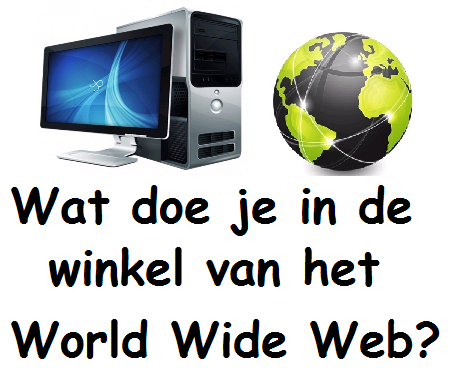 Wat doe je in de
winkel van het
World Wide Web?